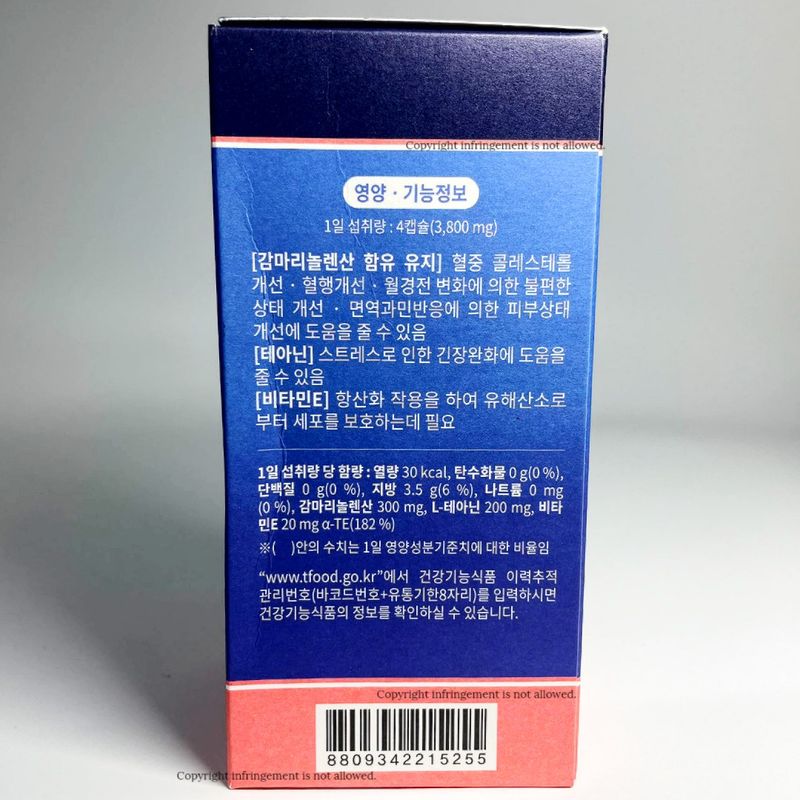 Copyright infringement is not allowed.
영양 · 기능정보
1일 섭취량 : 4캡슐(3,800 mg)
[감마리놀렌산 함유 유지] 혈중 콜레스테롤
개선 · 혈행개선 · 월경전 변화에 의한 불편한
상태 개선 · 면역과민반응에 의한 피부상태
개선에 도움을 줄 수 있음
[테아닌] 스트레스로 인한 긴장완화에 도움을
줄 수 있음
[비타민E] 항산화 작용을 하여 유해산소로
부터 세포를 보호하는데 필요
1일 섭취량 당 함량 : 열량 30 kcal, 탄수화물 0 g(0 %),
단백질 0 g(0 %), 지방 3.5 g(6 %), 나트륨 0 mg
(0 %), 감마리놀렌산 300 mg, L-테아닌 200 mg, 비타
민E 20 mg α-TE(182 %)
※( )안의 수치는 1일 영양성분기준치에 대한 비율임
“www.tfood.go.kr”에서 건강기능식품 이력추적
관리번호(바코드번호+유통기한8자리)를 입력하시면
건강기능식품의 정보를 확인하실 수 있습니다.
Copyright infringement is not allowed.
8809342215255
Copyright infringement is not allowed.